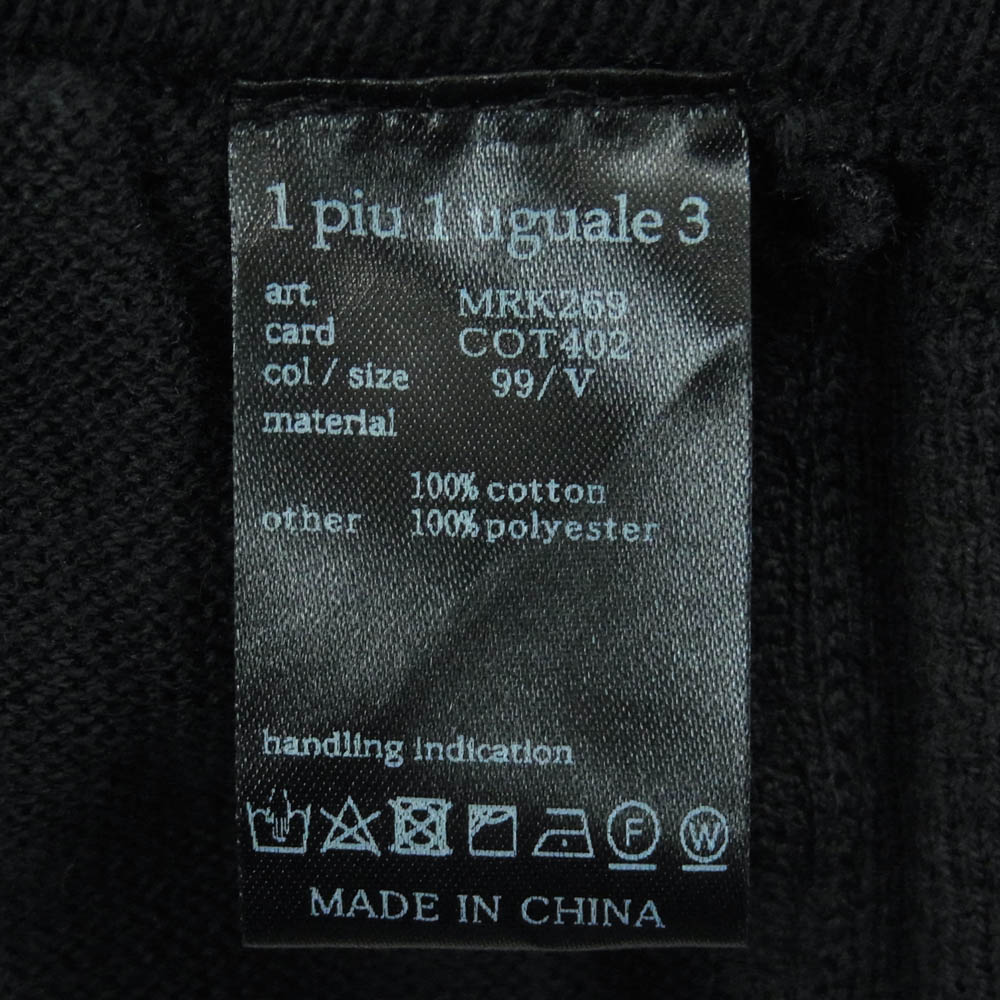 1 piu 1 uguale 3
art. MRK269
card COT402
col / size 99/V
material
100% cotton
other 100% polyester
handling indication
F W
MADE IN CHINA